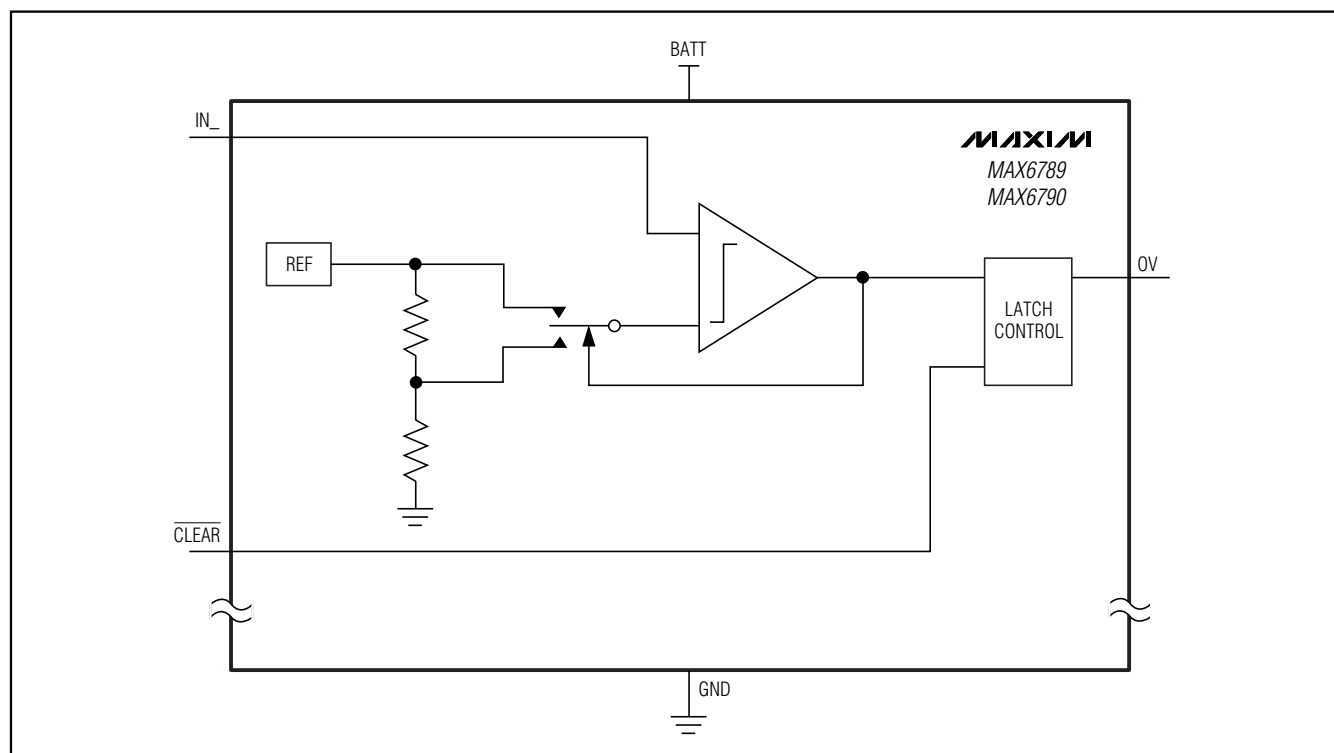 BATT
IN_
MAXIM
MAX6789
MAX6790
REF
OV
LATCH
CONTROL
CLEAR
GND